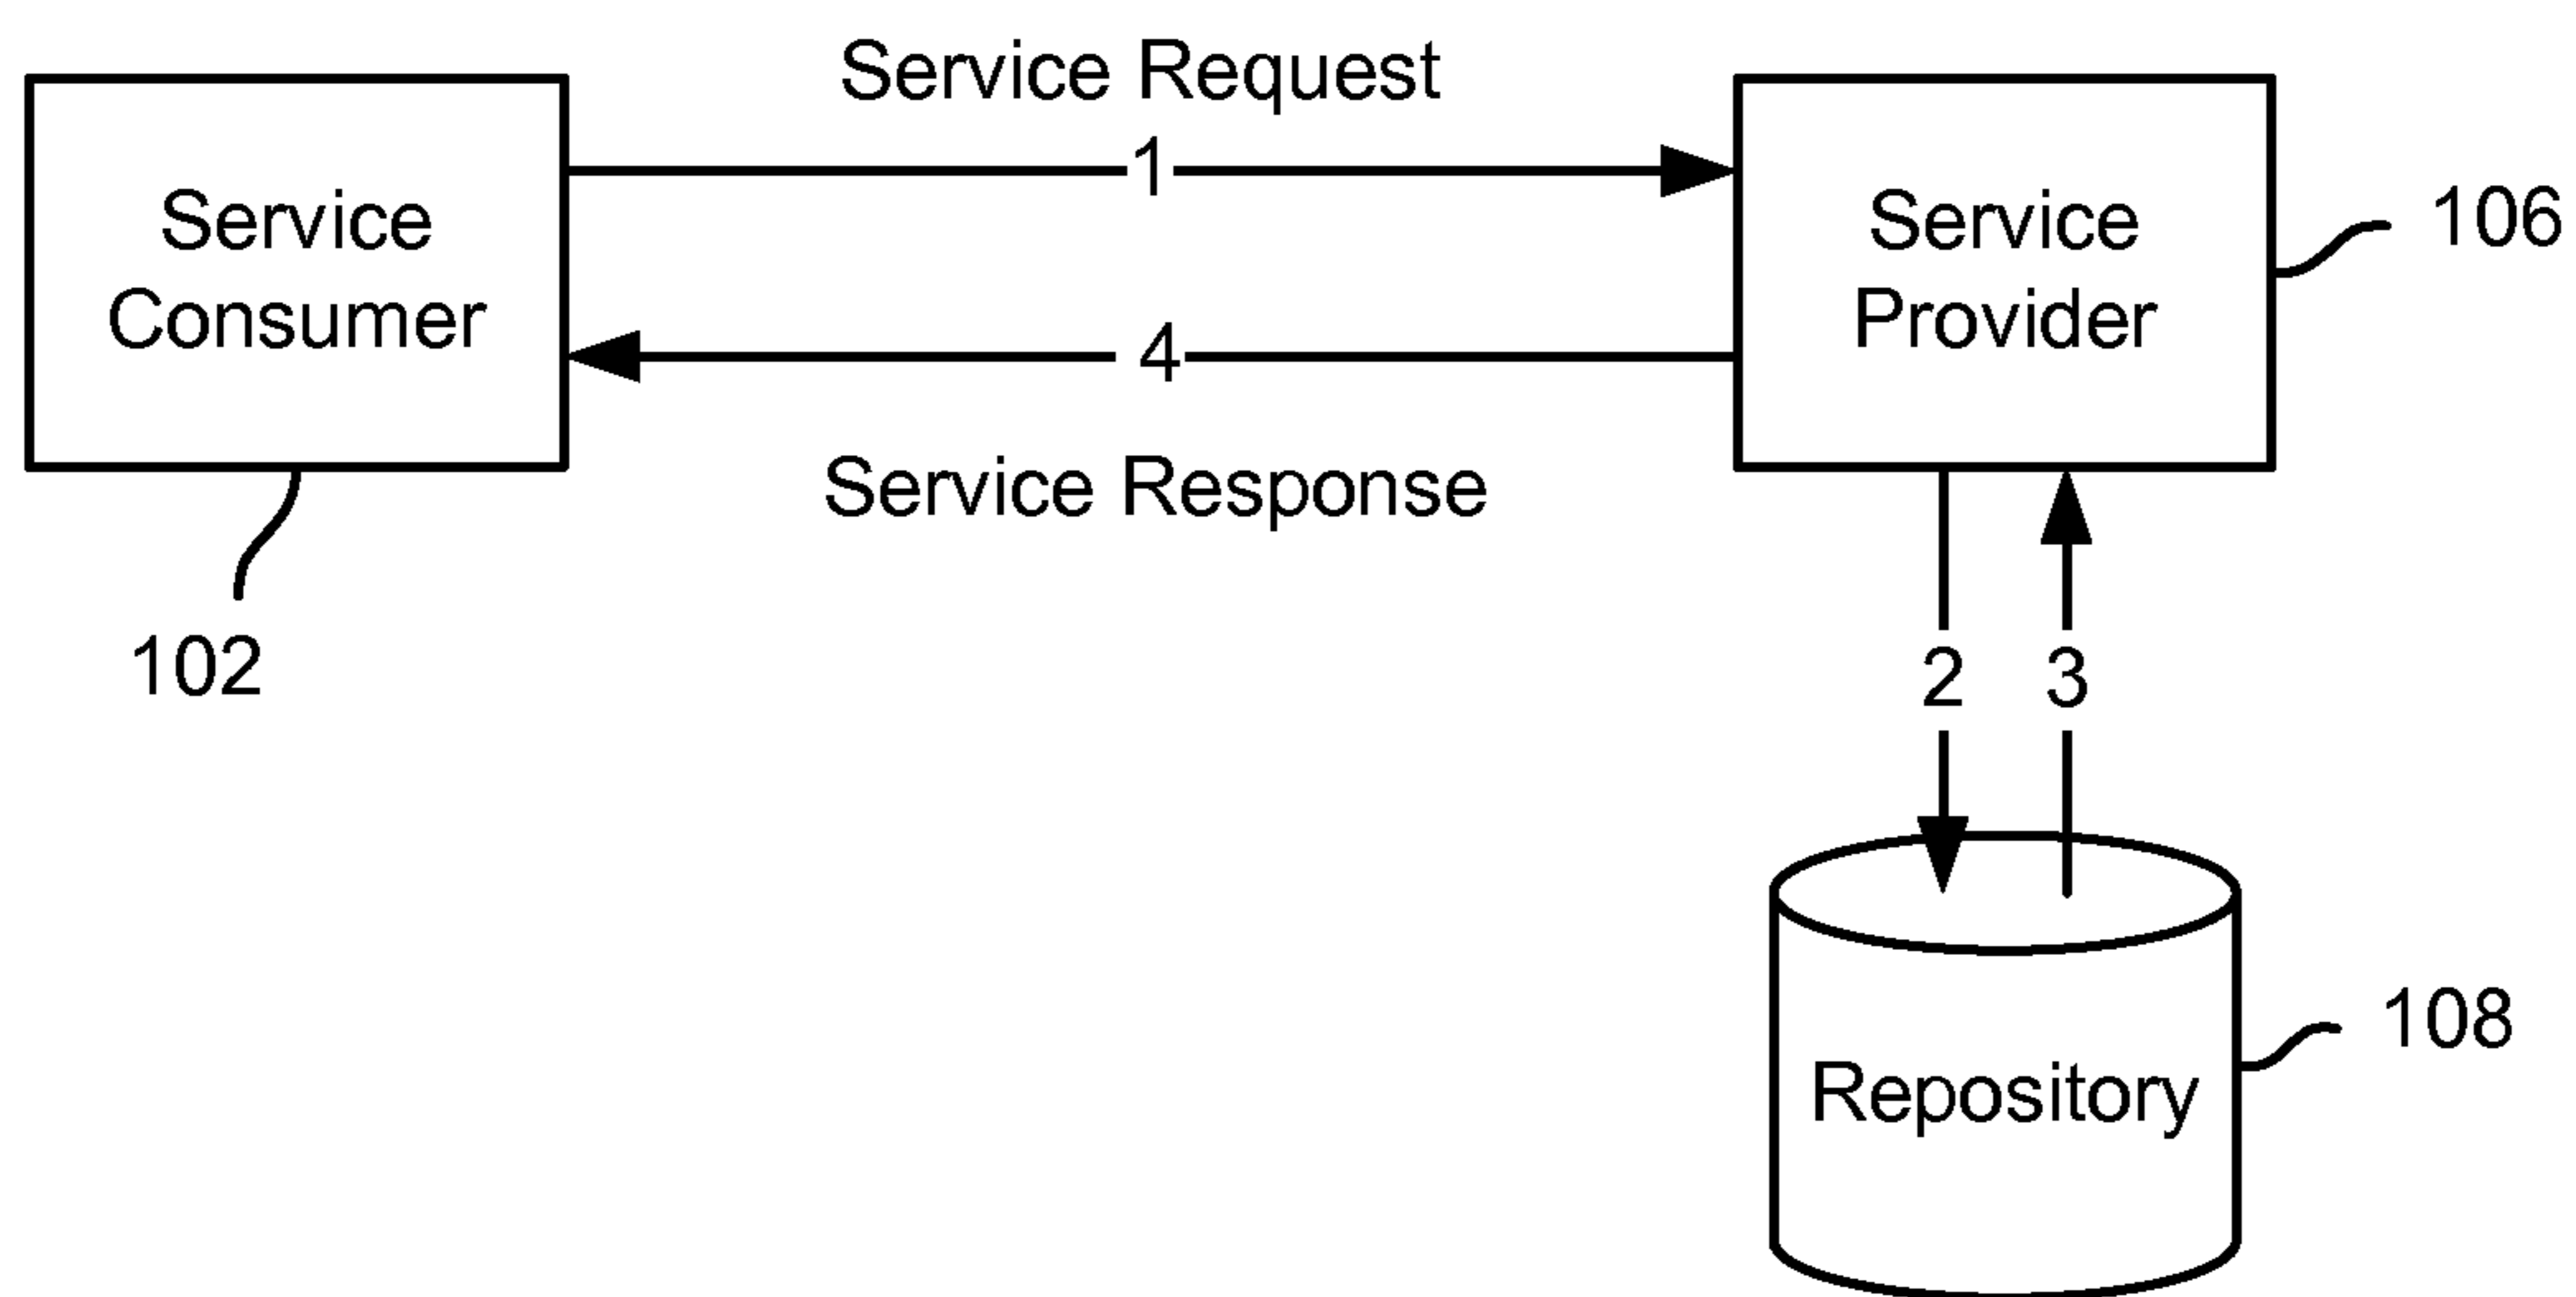 Service Request
1
Service
Consumer
Service
Provider
106
4
Service Response
102
2
3
108
Repository